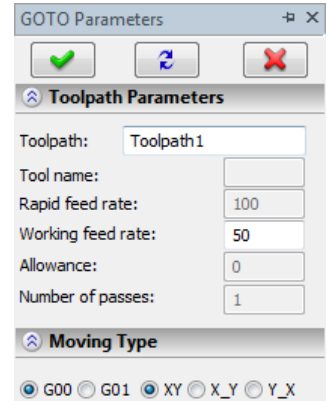 GOTO Parameters
Toolpath Parameters
Toolpath: Toolpath1
Tool name:
Rapid feed rate: 100
Working feed rate: 50
Allowance: 0
Number of passes: 1
Moving Type
G00 G01 XY X_Y Y_X